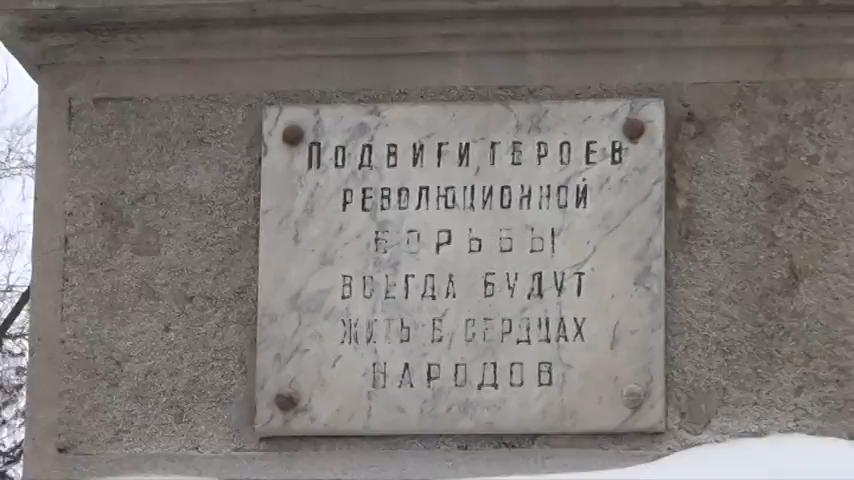 ПОДВИГИ ГЕРОЕВ
РЕВОЛЮЦИОННОЙ
БОРЬБЫ
ВСЕГДА БУДУТ
ЖИТЬ В СЕРДЦАХ
НАРОДОВ